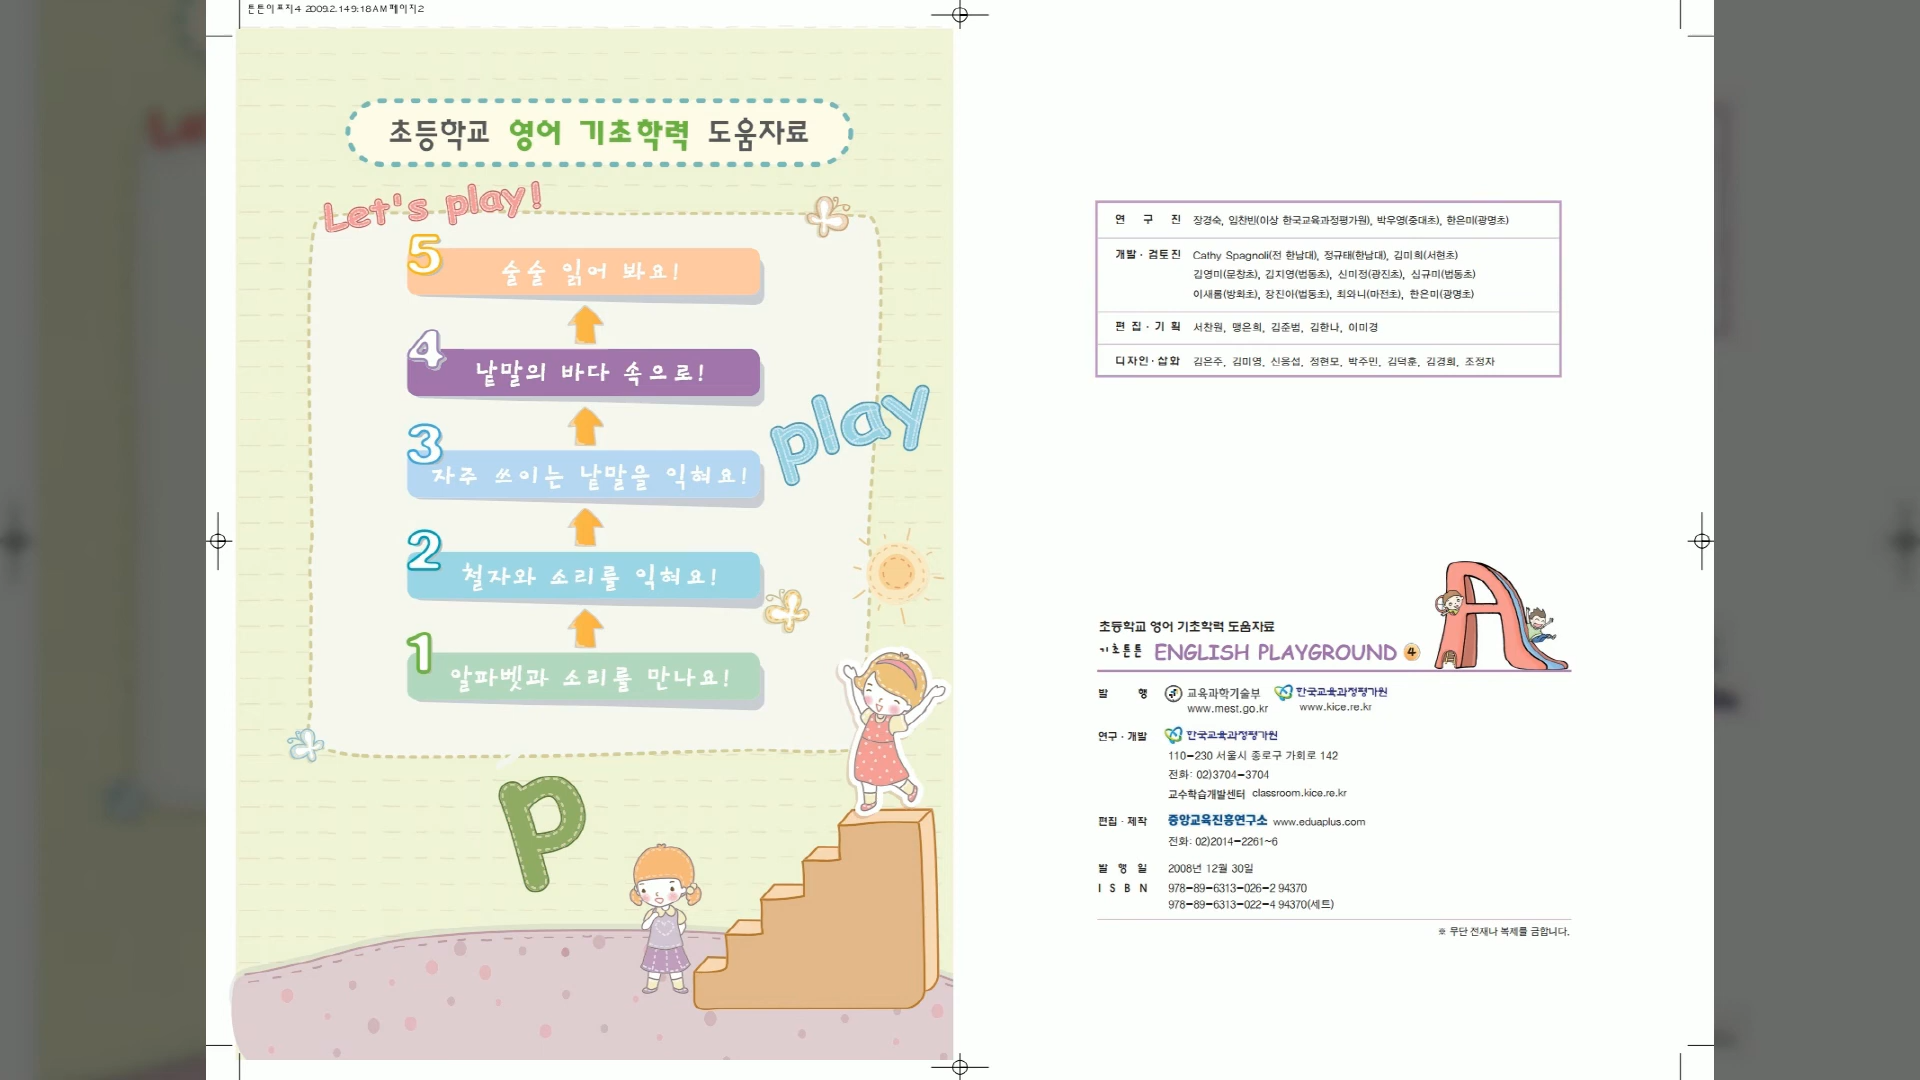 튼튼이표지4 2009.2.14 9:18 AM 페이지2
초등학교 영어 기초학력 도움자료
Let's play!
5
술술 읽어 봐요!
4
낱말의 바다 속으로!
play
3
자주 쓰이는 낱말을 익혀요!
2
철자와 소리를 익혀요!
1
알파벳과 소리를 만나요!
p
연 구 진 장경숙, 임찬빈(이상 한국교육과정평가원), 박우영(중대초), 한은미(광명초)
개발·검토진 Cathy Spagnoli(전 한남대), 정규태(한남대), 김미희(서현초)
김영미(문창초), 김지영(법동초), 신미정(광진초), 심규미(법동초)
이새롬(방화초), 장진아(법동초), 최와니(마전초), 한은미(광명초)
편집·기획 서찬원, 맹은희, 김준범, 김한나, 이미경
디자인·삽화 김은주, 김미영, 신응섭, 정현모, 박주민, 김덕훈, 김경희, 조정자
A
초등학교 영어 기초학력 도움자료
기초튼튼 ENGLISH PLAYGROUND 4
발 행 교육과학기술부 한국교육과정평가원
www.mest.go.kr www.kice.re.kr
연구·개발 한국교육과정평가원
110-230 서울시 종로구 가회로 142
전화: 02)3704-3704
교수학습개발센터 classroom.kice.re.kr
편집·제작 중앙교육진흥연구소 www.eduaplus.com
전화: 02)2014-2261~6
발 행 일 2008년 12월 30일
I S B N 978-89-6313-026-2 94370
978-89-6313-022-4 94370(세트)
※ 무단 전재나 복제를 금합니다.